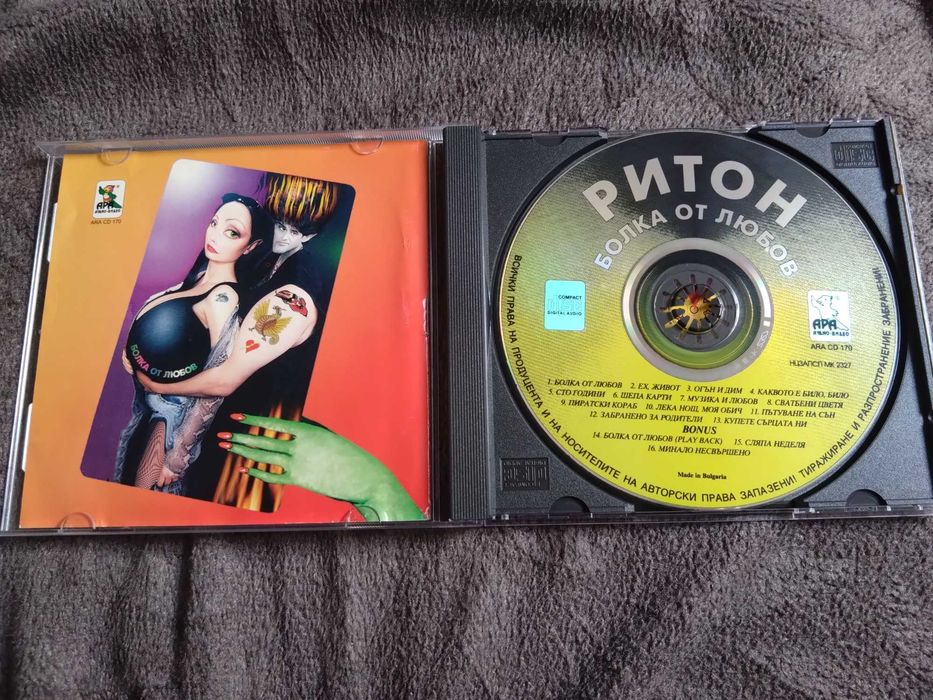 АРА
АУДИО-ВИДЕО
ARA CD 170
БОЛКА ОТ ЛЮБОВ
РИТОН
БОЛКА ОТ ЛЮБОВ
COMPACT
disc
DIGITAL AUDIO
АРА
АУДИО-ВИДЕО
ARA CD 170
НЦЗАПСП МК 2327
1. БОЛКА ОТ ЛЮБОВ 2. ЕХ, ЖИВОТ 3. ОГЪН И ДИМ 4. КАКВОТО Е БИЛО, БИЛО
5. СТО ГОДИНИ 6. ШЕПА КАРТИ 7. МУЗИКА И ЛЮБОВ 8. СВАТБЕНИ ЦВЕТЯ
9. ПИРАТСКИ КОРАБ 10. ЛЕКА НОЩ, МОЯ ОБИЧ 11. ПЪТУВАНЕ НА СЪН
12. ЗАБРАНЕНО ЗА РОДИТЕЛИ 13. КУПЕТЕ СЪРЦАТА НИ
BONUS
14. БОЛКА ОТ ЛЮБОВ (PLAY BACK) 15. СЛЯПА НЕДЕЛЯ
16. МИНАЛО НЕСВЪРШЕНО
Made in Bulgaria
ВСИЧКИ ПРАВА НА ПРОДУЦЕНТА И НА НОСИТЕЛИТЕ НА АВТОРСКИ ПРАВА ЗАПАЗЕНИ! ТИРАЖИРАНЕ И РАЗПРОСТРАНЕНИЕ ЗАБРАНЕНИ!